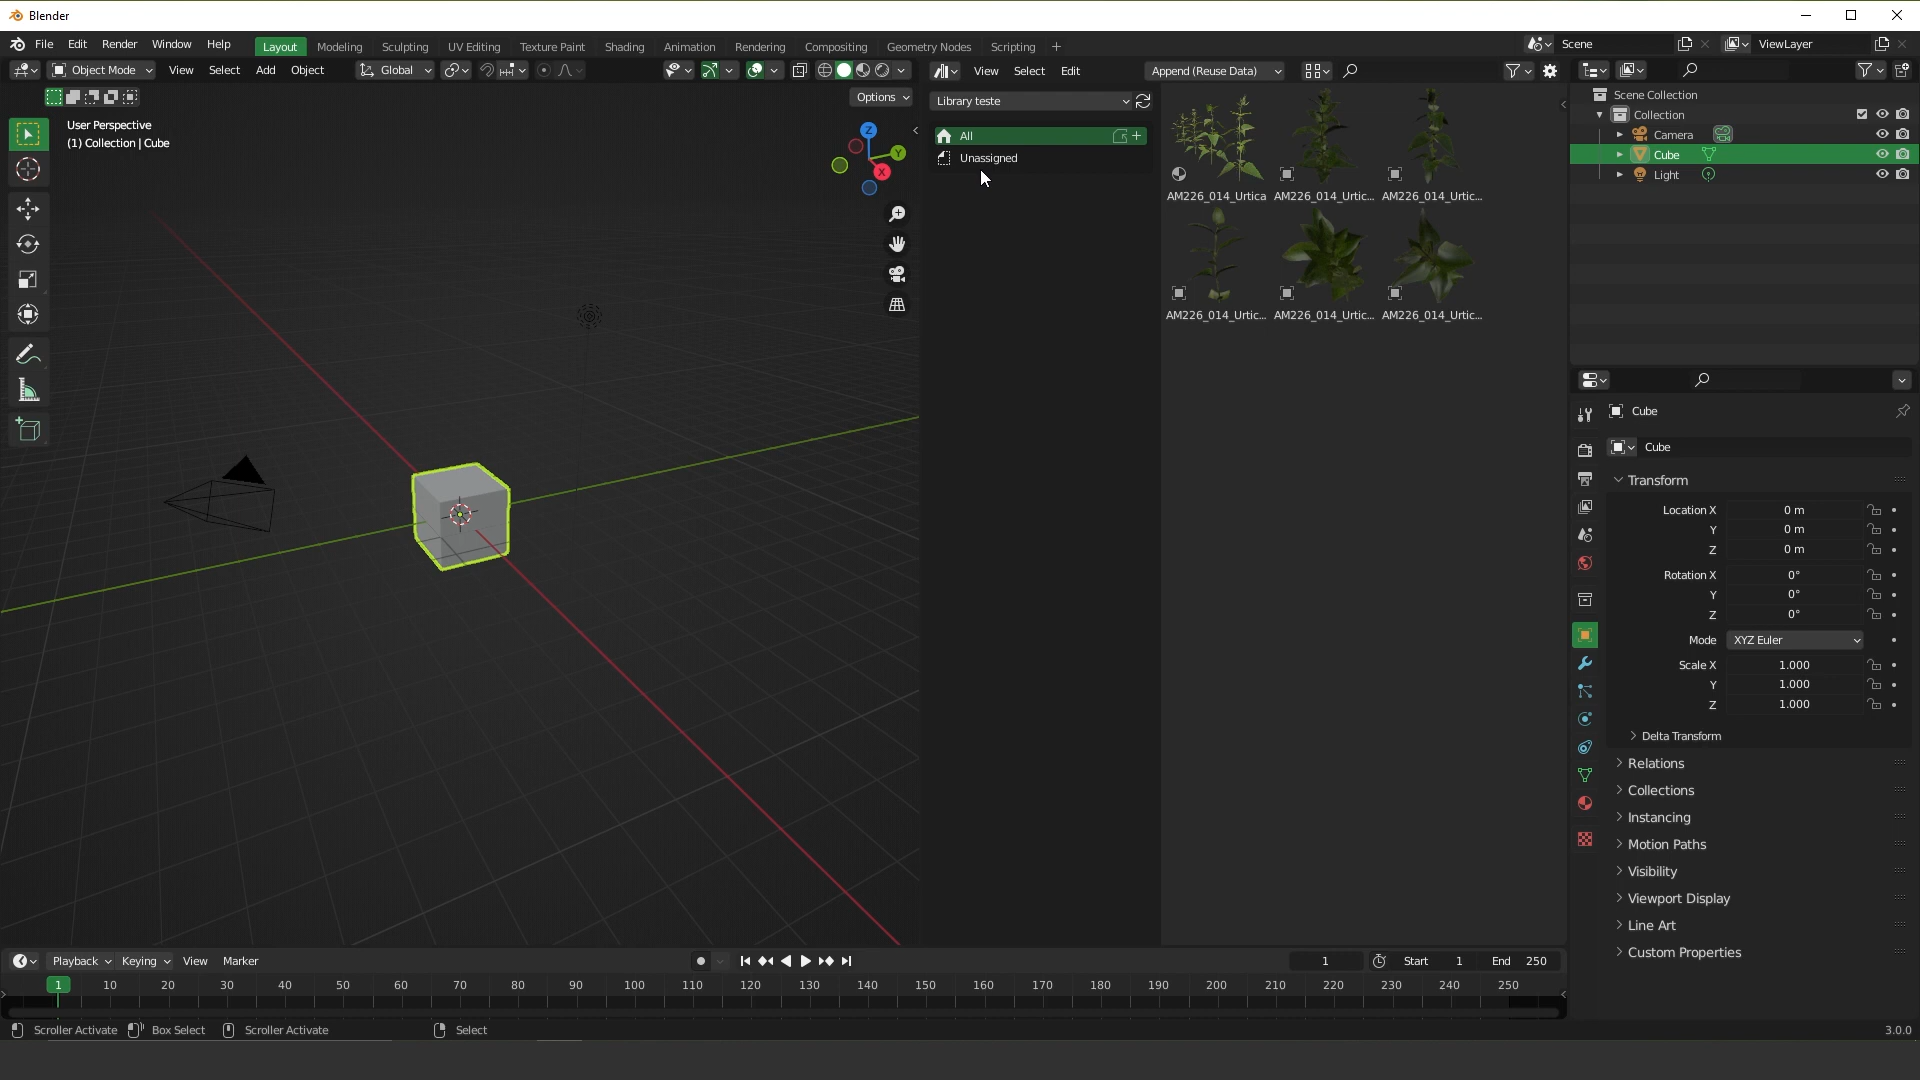 Blender
File Edit Render Window Help Layout Modeling Sculpting UV Editing Texture Paint Shading Animation Rendering Compositing Geometry Nodes Scripting + Scene ViewLayer
Object Mode View Select Add Object Global
Options
User Perspective
(1) Collection | Cube
Z
Y
X
View Select Edit Append (Reuse Data)
Library teste
All
Unassigned
AM226_014_Urtica AM226_014_Urtic... AM226_014_Urtic...
AM226_014_Urtic... AM226_014_Urtic... AM226_014_Urtic...
Scene Collection
Collection
Camera
Cube
Light
Cube
Cube
Transform
Location X 0 m
Y 0 m
Z 0 m
Rotation X 0°
Y 0°
Z 0°
Mode XYZ Euler
Scale X 1.000
Y 1.000
Z 1.000
Delta Transform
Relations
Collections
Instancing
Motion Paths
Visibility
Viewport Display
Line Art
Custom Properties
Playback Keying View Marker 1 Start 1 End 250
1 10 20 30 40 50 60 70 80 90 100 110 120 130 140 150 160 170 180 190 200 210 220 230 240 250
Scroller Activate Box Select Scroller Activate Select 3.0.0